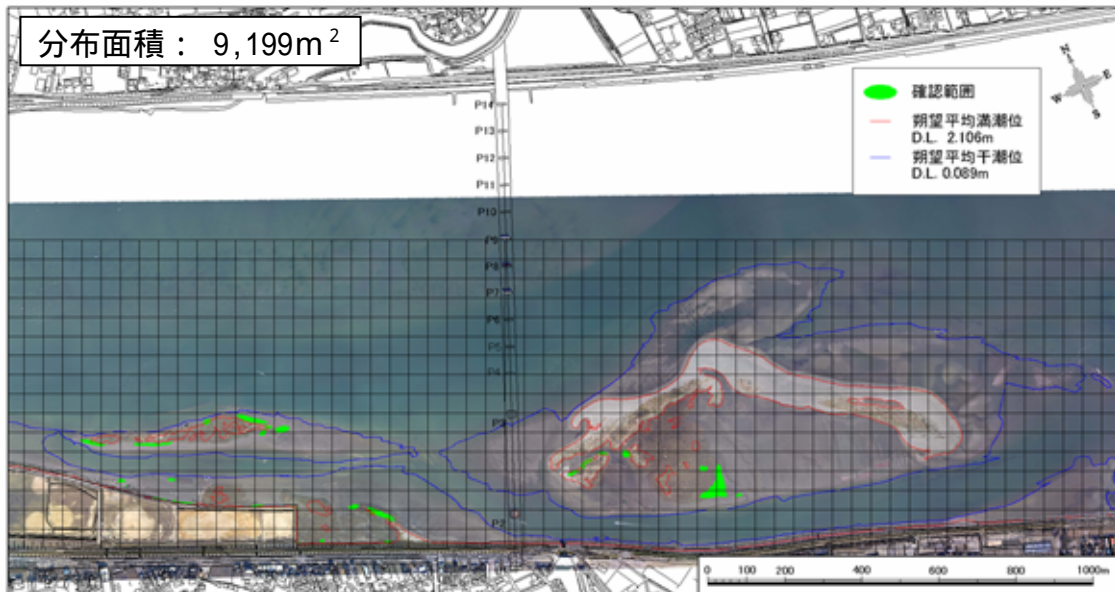 分布面積： 9,199m²
N
E
W
S
確認範囲
朔望平均満潮位
D.L. 2.106m
朔望平均干潮位
D.L. 0.089m
P14
P13
P12
P11
P10
P9
P8
P7
P6
P5
P4
P3
P2
0 100 200 400 600 800 1000m